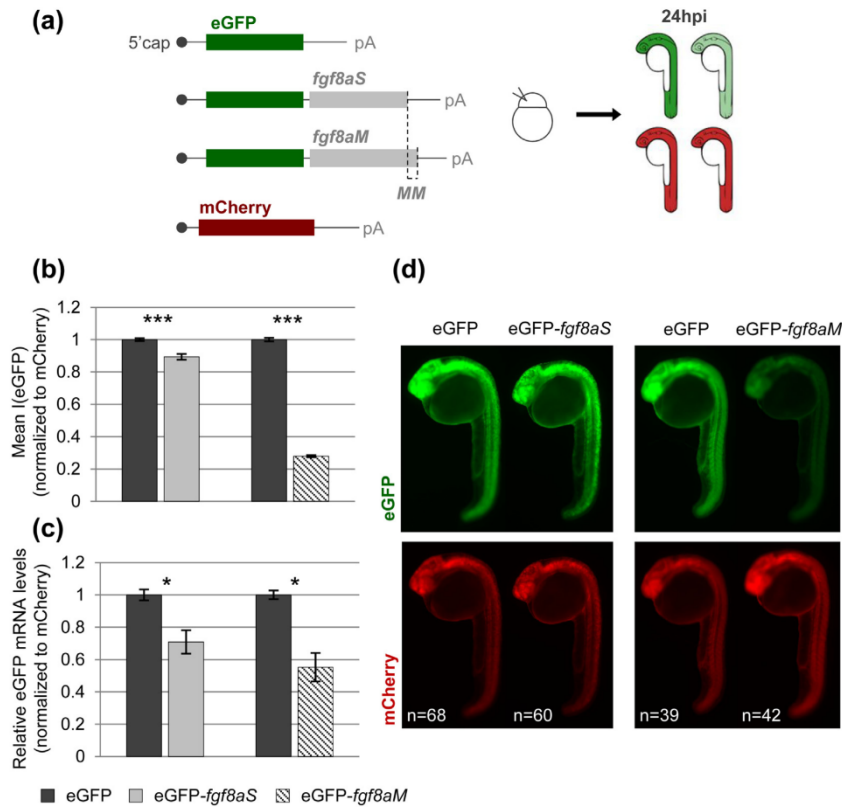 (a)
eGFP
5'cap
pA
fgf8aS
pA
fgf8aM
pA
MM
mCherry
pA
24hpi
(b)
Mean I(eGFP)
(normalized to mCherry)
1.2
1
0.8
0.6
0.4
0.2
0
*** ***
(c)
Relative eGFP mRNA levels
(normalized to mCherry)
1.2
1
0.8
0.6
0.4
0.2
0
* *
eGFP eGFP-fgf8aS eGFP-fgf8aM
(d)
eGFP eGFP-fgf8aS eGFP eGFP-fgf8aM
eGFP
mCherry
n=68 n=60 n=39 n=42